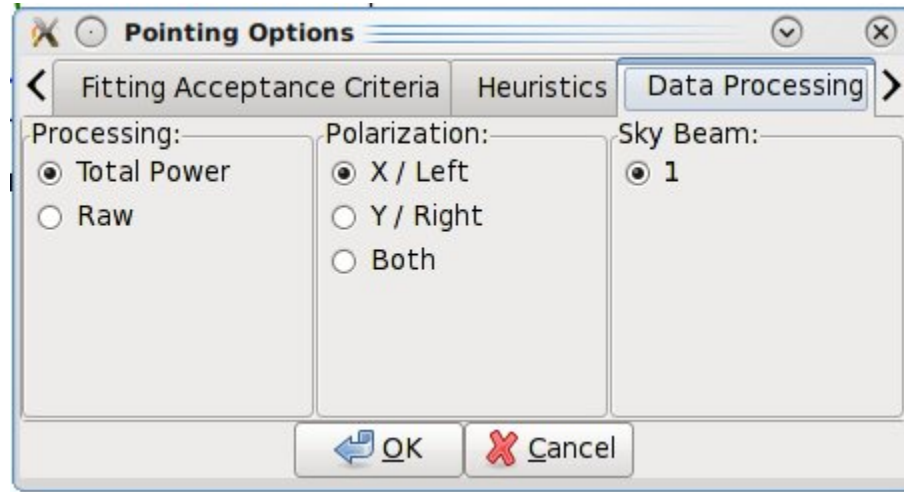 Pointing Options
Fitting Acceptance Criteria Heuristics Data Processing
Processing: Polarization: Sky Beam:
Total Power X / Left 1
Raw Y / Right
Both
OK Cancel